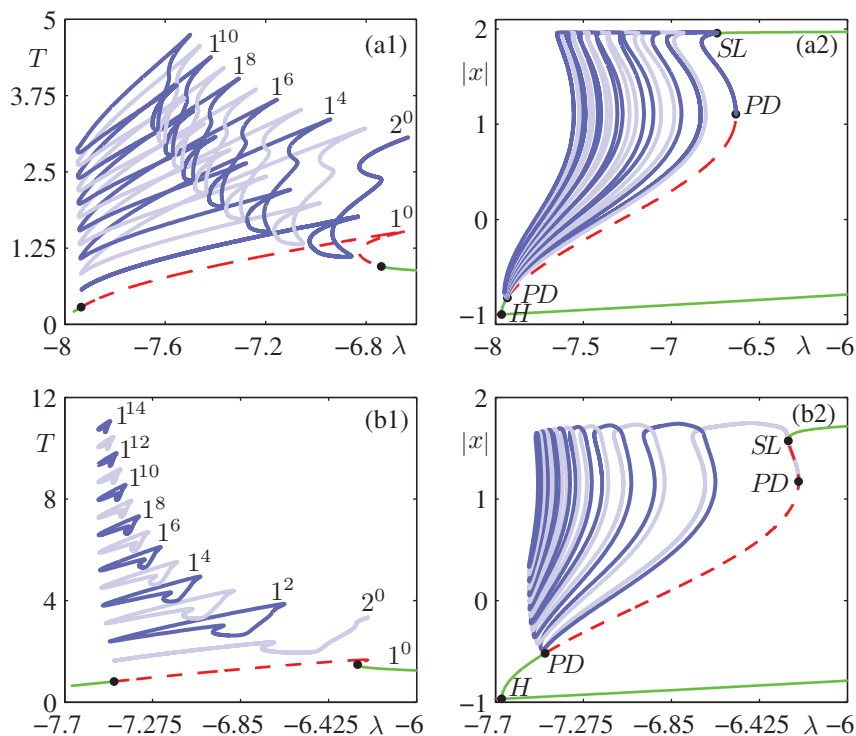 5
T
3.75
2.5
1.25
0
1^10
1^8
1^6
1^4
2^0
1^0
(a1)
−8 −7.6 −7.2 −6.8 λ
2
|x|
1
0
−1
SL
(a2)
PD
PD
H
−8 −7.5 −7 −6.5 λ −6
12
T
8
4
0
1^14
1^12
1^10
1^8
1^6
1^4
1^2
2^0
1^0
(b1)
−7.7 −7.275 −6.85 −6.425 λ −6
2
|x|
1
0
−1
(b2)
SL
PD
PD
H
−7.7 −7.275 −6.85 −6.425 λ −6